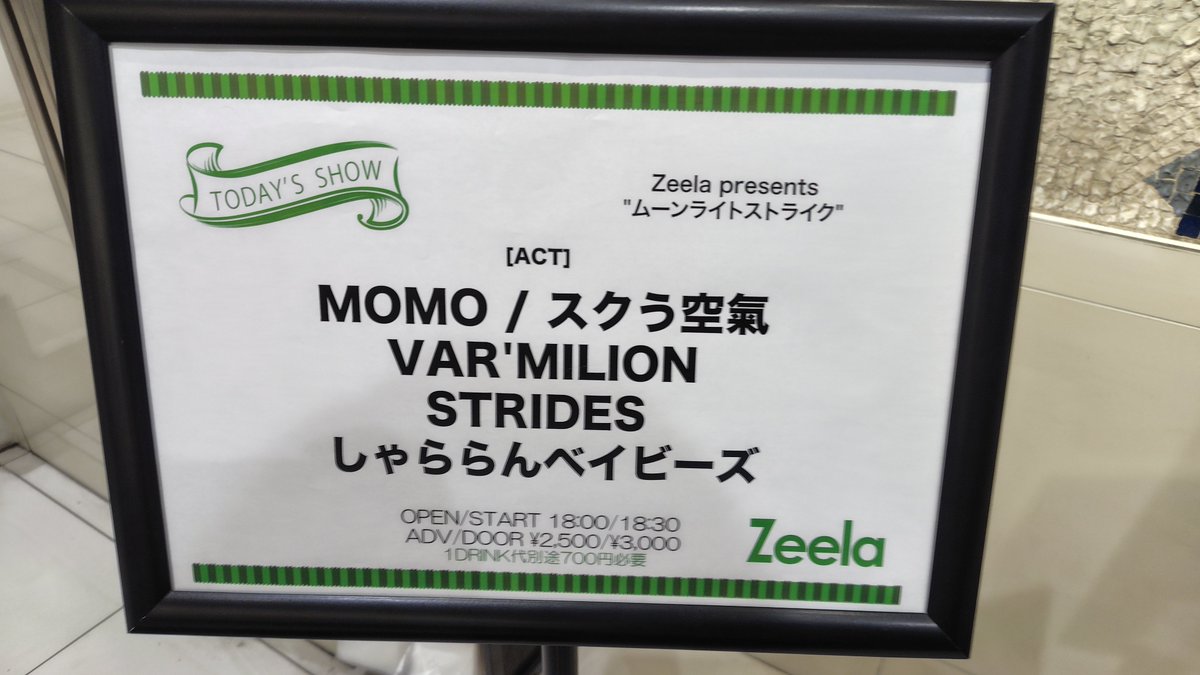 TODAY'S SHOW
Zeela presents
"ムーンライトストライク"
[ACT]
MOMO / スクう空氣
VAR'MILION
STRIDES
しゃららんベイビーズ
OPEN/START 18:00/18:30
ADV/DOOR ¥2,500/¥3,000
1DRINK代別途700円必要
Zeela